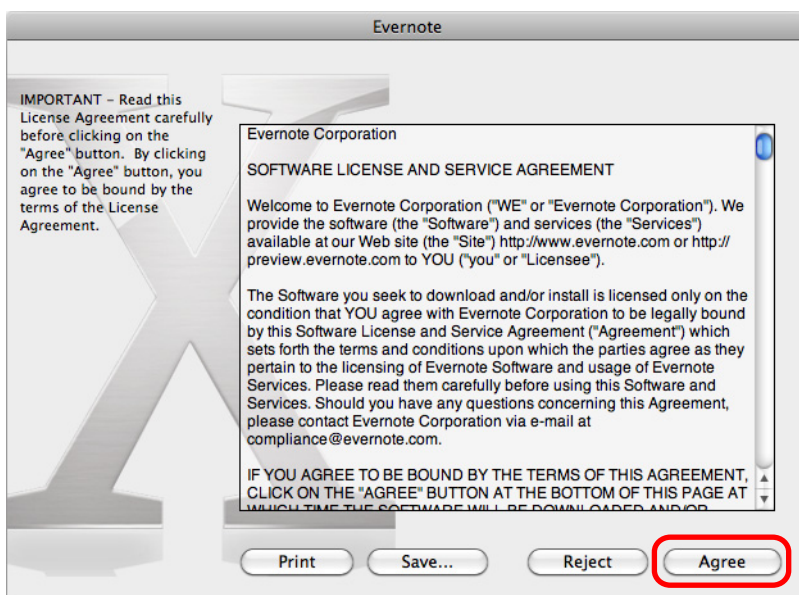 Evernote
IMPORTANT - Read this
License Agreement carefully
before clicking on the
"Agree" button. By clicking
on the "Agree" button, you
agree to be bound by the
terms of the License
Agreement.
Evernote Corporation
SOFTWARE LICENSE AND SERVICE AGREEMENT
Welcome to Evernote Corporation ("WE" or "Evernote Corporation"). We
provide the software (the "Software") and services (the "Services")
available at our Web site (the "Site") http://www.evernote.com or http://
preview.evernote.com to YOU ("you" or "Licensee").
The Software you seek to download and/or install is licensed only on the
condition that YOU agree with Evernote Corporation to be legally bound
by this Software License and Service Agreement ("Agreement") which
sets forth the terms and conditions upon which the parties agree as they
pertain to the licensing of Evernote Software and usage of Evernote
Services. Please read them carefully before using this Software and
Services. Should you have any questions concerning this Agreement,
please contact Evernote Corporation via e-mail at
compliance@evernote.com.
IF YOU AGREE TO BE BOUND BY THE TERMS OF THIS AGREEMENT,
CLICK ON THE "AGREE" BUTTON AT THE BOTTOM OF THIS PAGE AT
WHICH TIME THE SOFTWARE WILL BE DOWNLOADED AND/OR
Print Save... Reject Agree